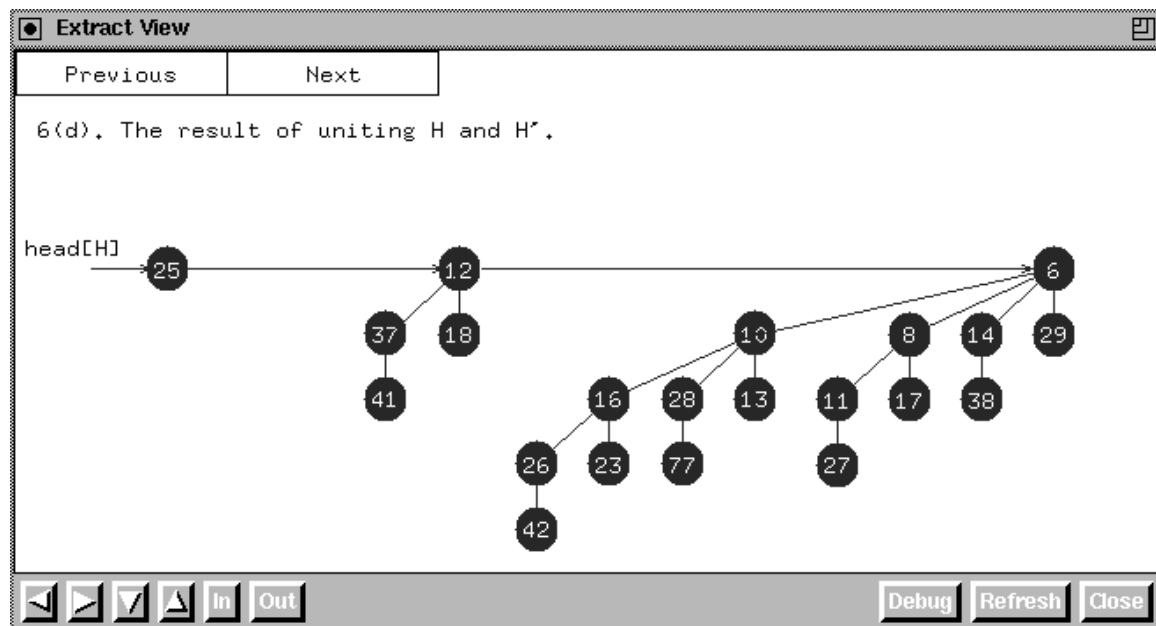 Extract View
Previous Next
6(d). The result of uniting H and H′.
head[H]
25 12 6
37 18 10 8 14 29
41 16 28 13 11 17 38
26 23 77 27
42
In Out Debug Refresh Close